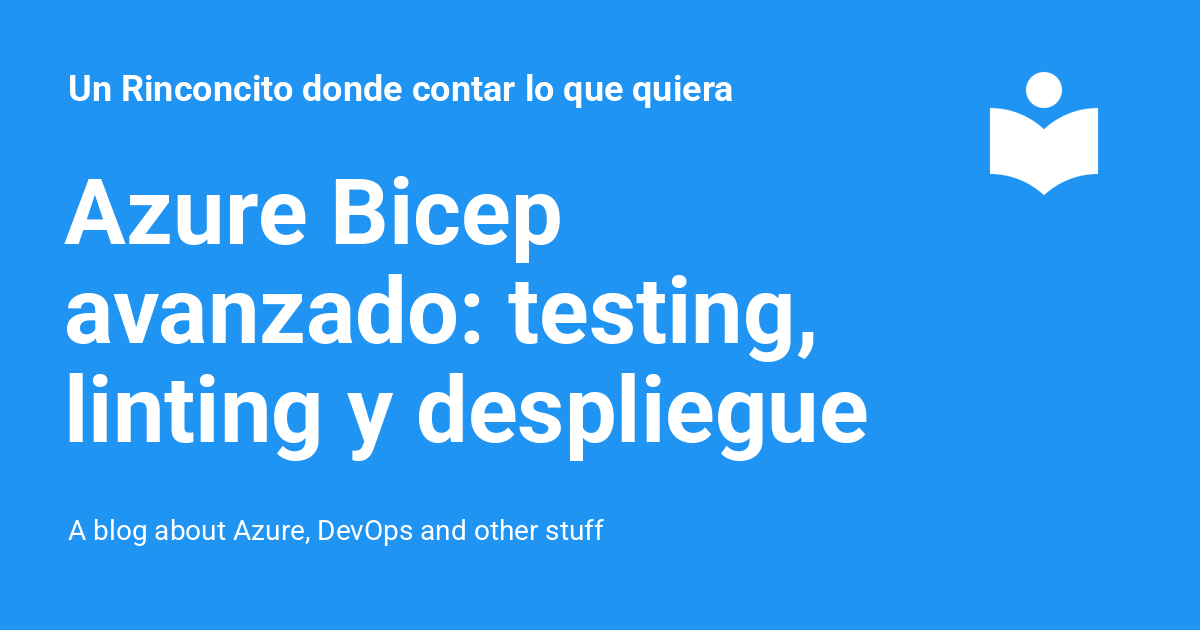 Un Rinconcito donde contar lo que quiera
Azure Bicep
avanzado: testing,
linting y despliegue
A blog about Azure, DevOps and other stuff